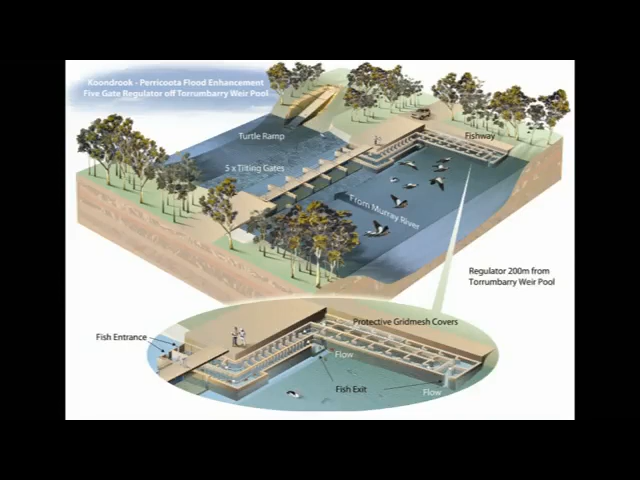 Koondrook - Perricoota Flood Enhancement
Five Gate Regulator off Torrumbarry Weir Pool
Turtle Ramp
Fishway
5 x Tilting Gates
From Murray River
Regulator 200m from
Torrumbarry Weir Pool
Protective Gridmesh Covers
Fish Entrance
Flow
Fish Exit
Flow